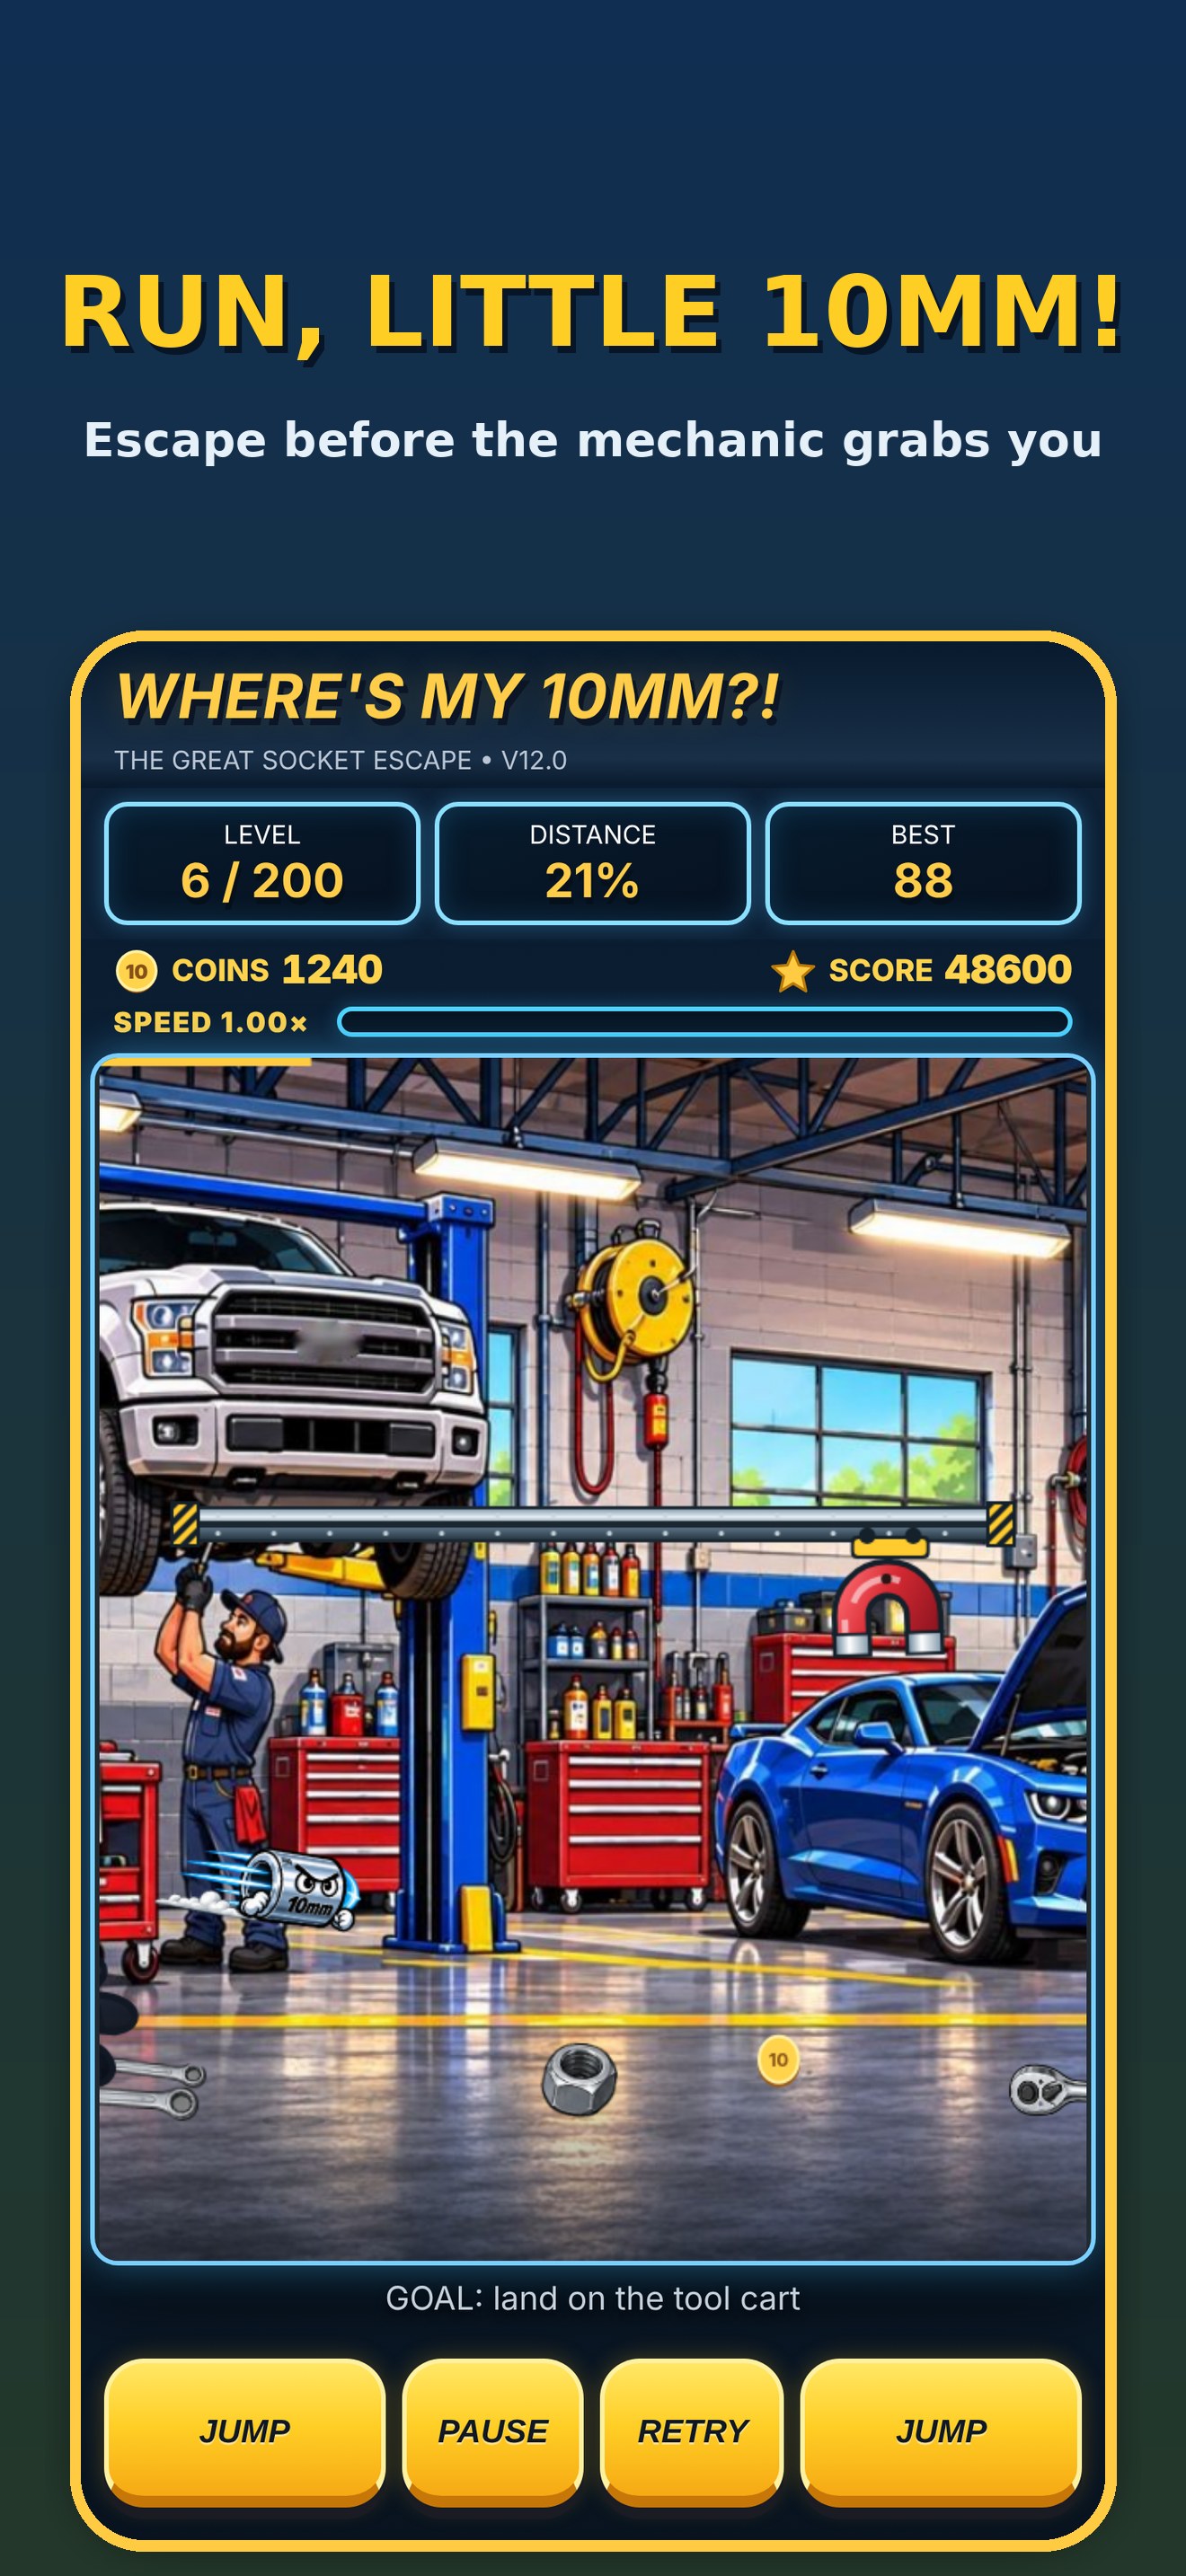 RUN, LITTLE 10MM!
Escape before the mechanic grabs you
WHERE'S MY 10MM?!
THE GREAT SOCKET ESCAPE • V12.0
LEVEL
6 / 200
DISTANCE
21%
BEST
88
10 COINS 1240
SCORE 48600
SPEED 1.00×
10mm
10
GOAL: land on the tool cart
JUMP
PAUSE
RETRY
JUMP